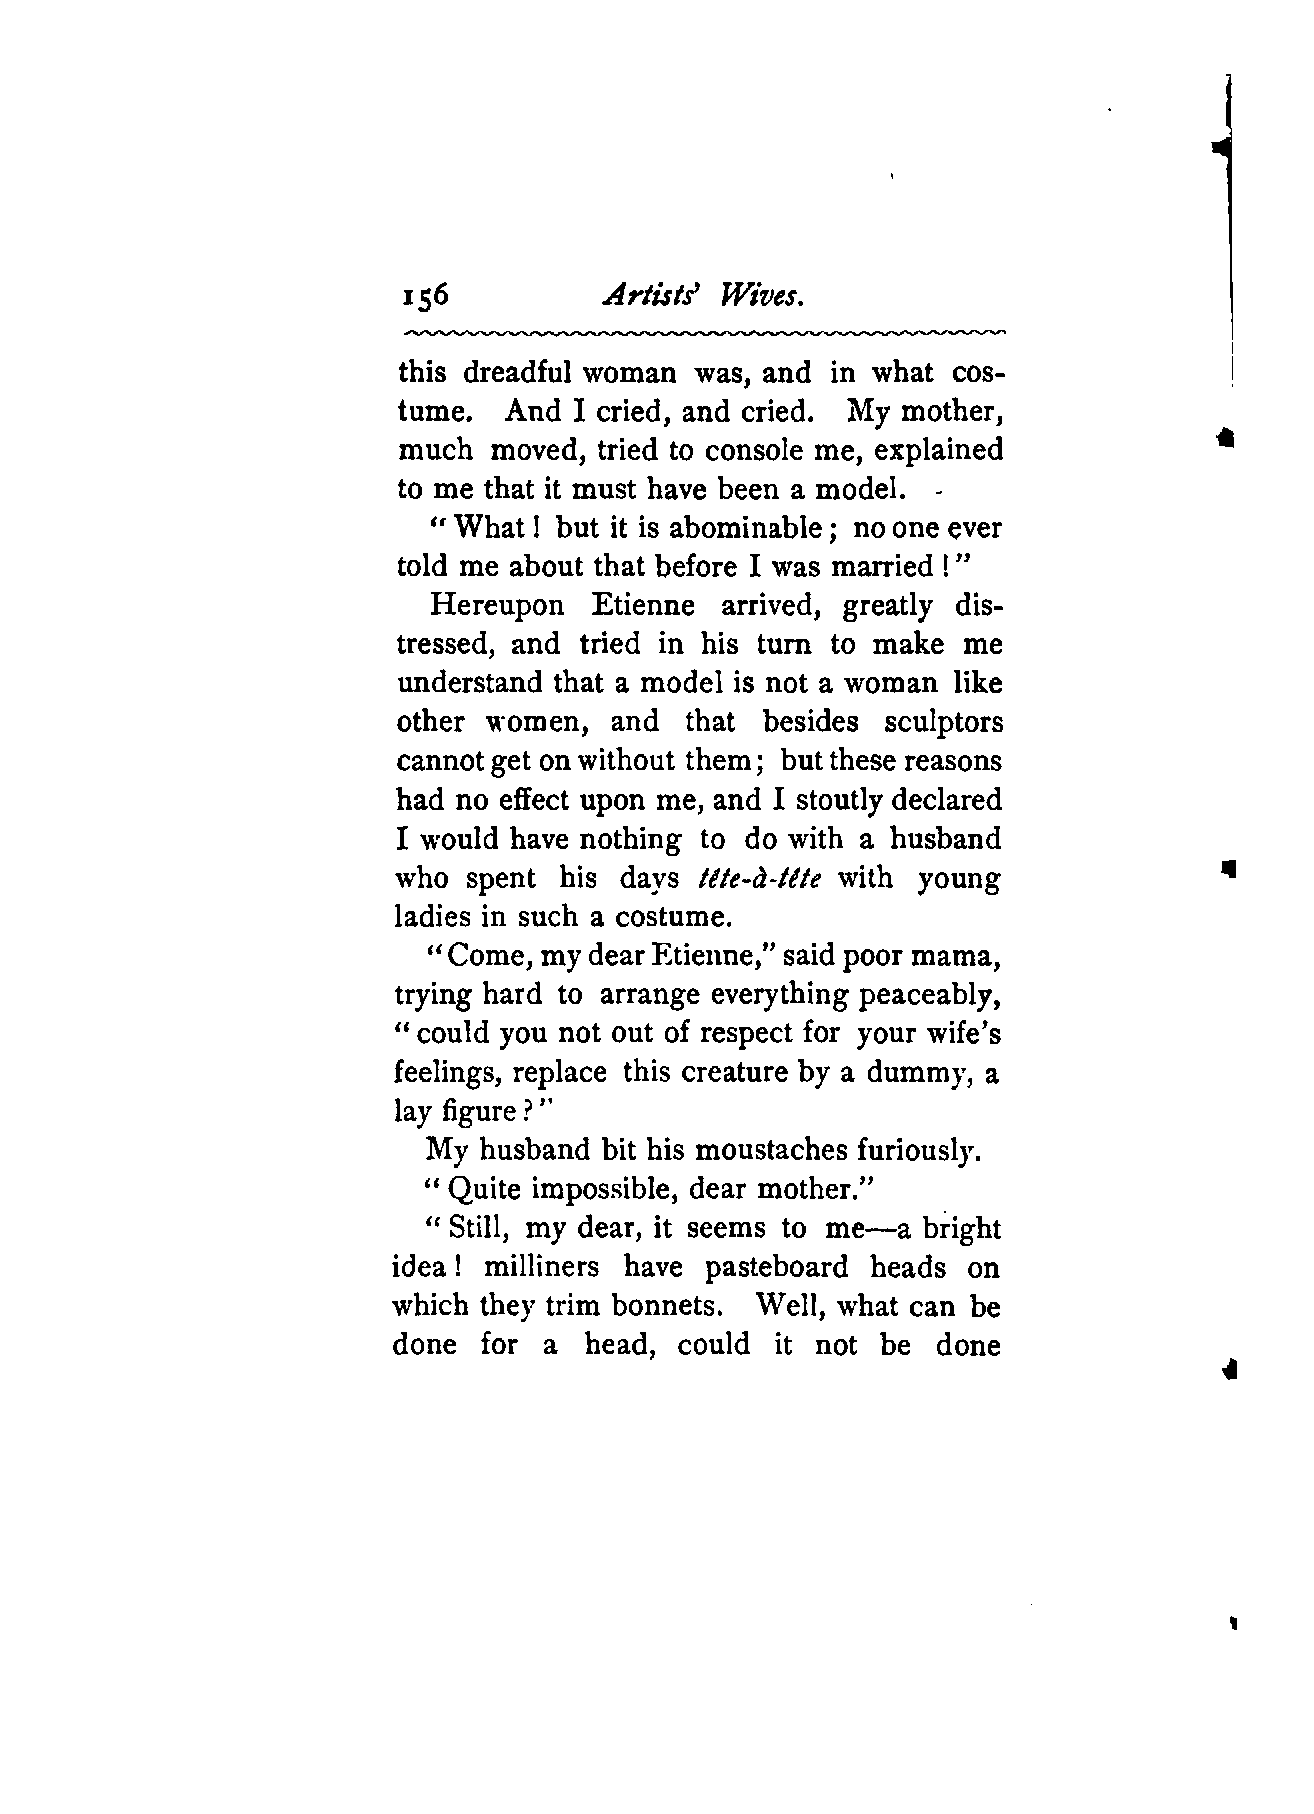 156 Artists' Wives.
this dreadful woman was, and in what cos-
tume. And I cried, and cried. My mother,
much moved, tried to console me, explained
to me that it must have been a model.
"What! but it is abominable; no one ever
told me about that before I was married!"
Hereupon Etienne arrived, greatly dis-
tressed, and tried in his turn to make me
understand that a model is not a woman like
other women, and that besides sculptors
cannot get on without them; but these reasons
had no effect upon me, and I stoutly declared
I would have nothing to do with a husband
who spent his days tête-à-tête with young
ladies in such a costume.
"Come, my dear Etienne," said poor mama,
trying hard to arrange everything peaceably,
"could you not out of respect for your wife's
feelings, replace this creature by a dummy, a
lay figure?"
My husband bit his moustaches furiously.
"Quite impossible, dear mother."
"Still, my dear, it seems to me—a bright
idea! milliners have pasteboard heads on
which they trim bonnets. Well, what can be
done for a head, could it not be done